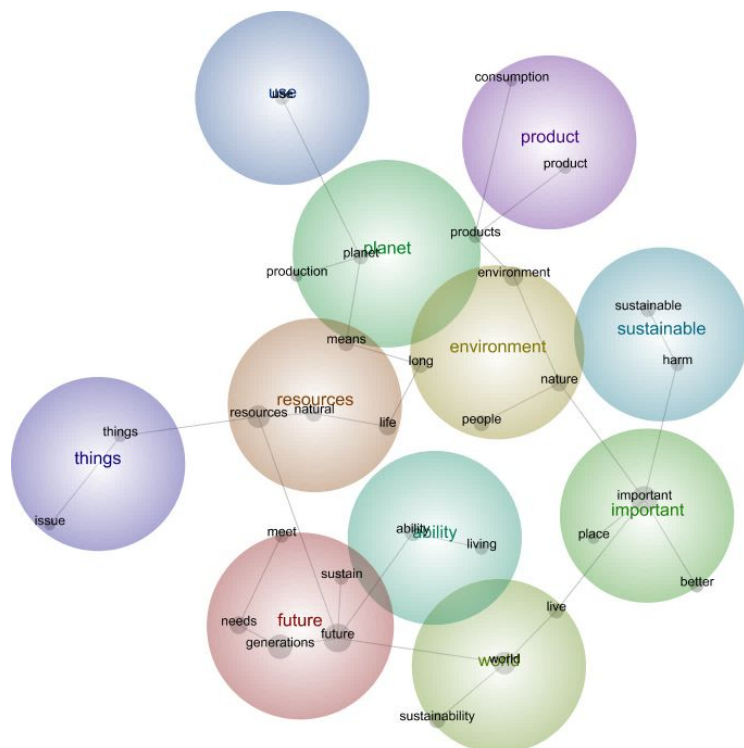 consumption
use
use
product
product
products
planet
planet
production
environment
sustainable
sustainable
means
environment
long
harm
nature
resources
resources
natural
life
people
things
things
important
important
issue
meet
ability
ability
place
living
sustain
better
live
needs
future
future
generations
world
world
sustainability